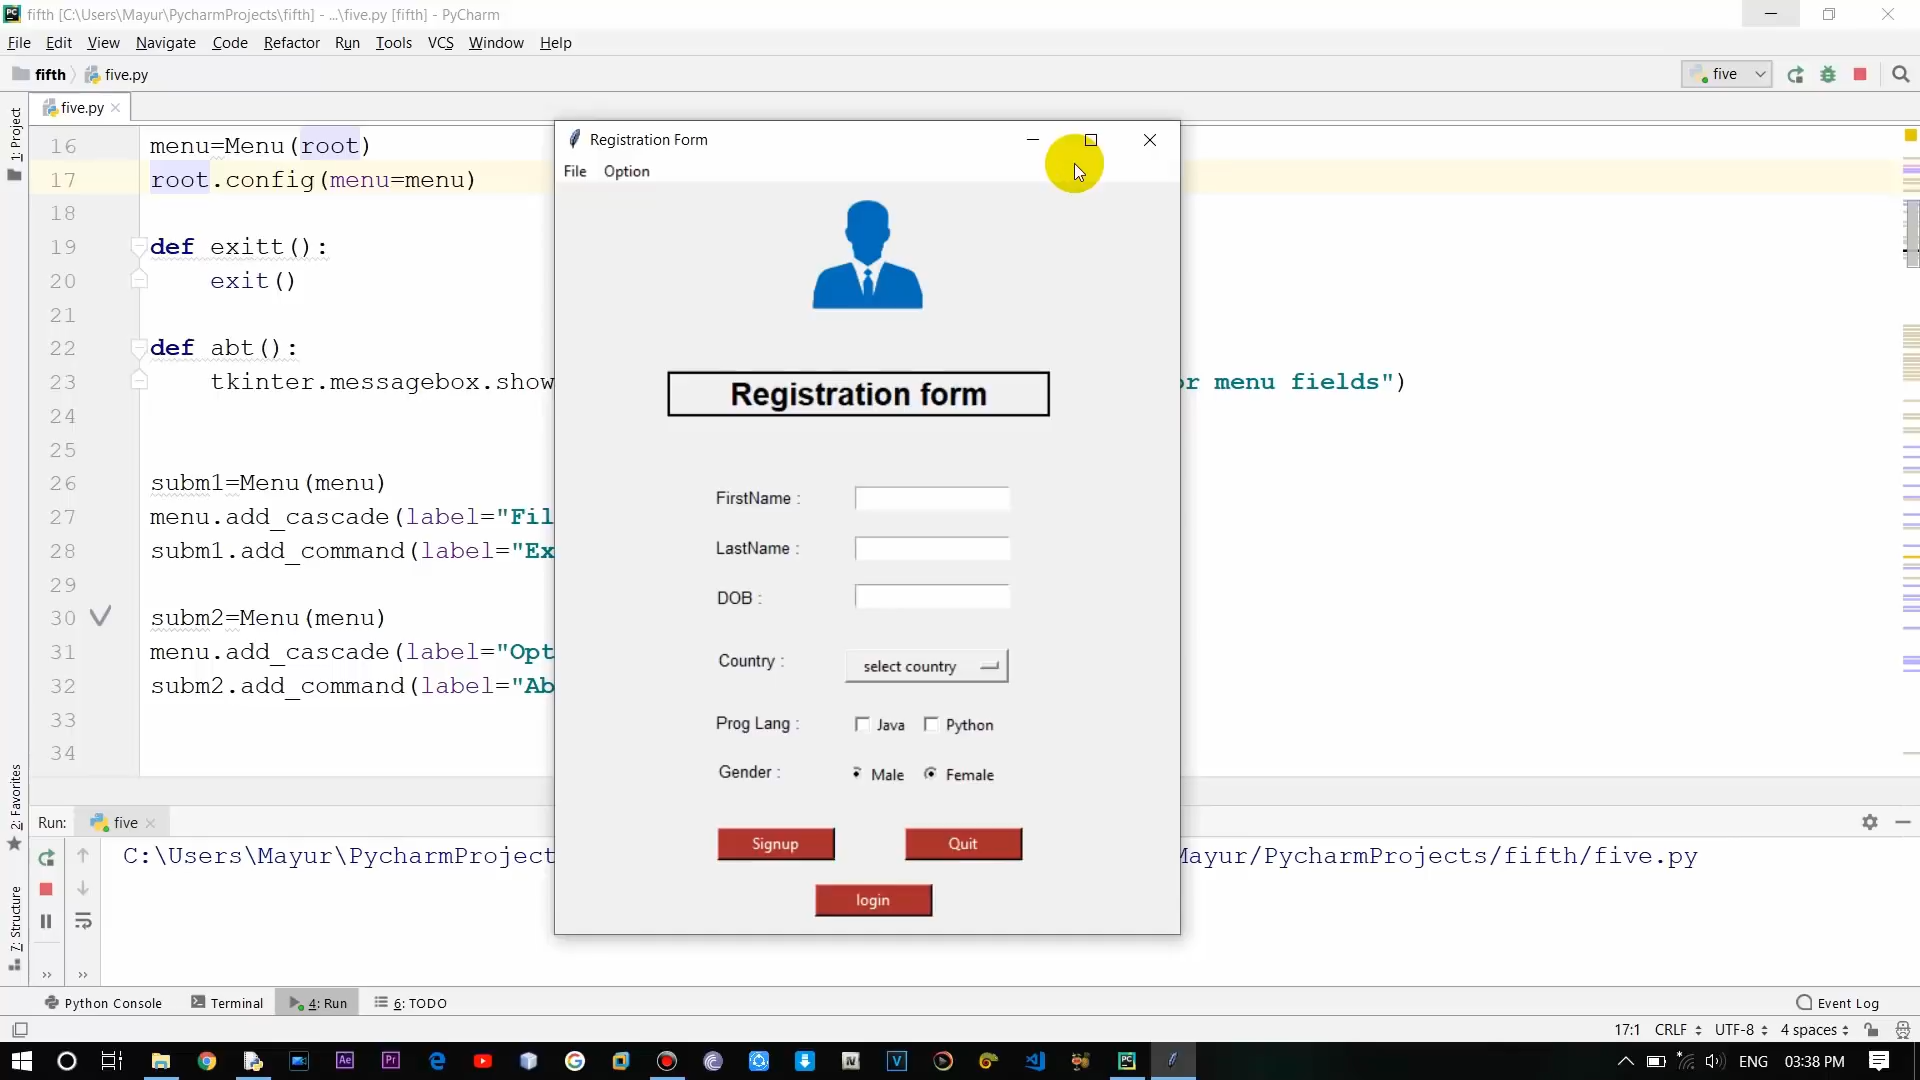 fifth [C:\Users\Mayur\PycharmProjects\fifth] - ...\five.py [fifth] - PyCharm
File Edit View Navigate Code Refactor Run Tools VCS Window Help
fifth five.py five
five.py
1: Project
16 menu=Menu(root)
17 root.config(menu=menu)
18
19 def exitt():
20 exit()
21
22 def abt():
23 tkinter.messagebox.show or menu fields")
24
25
26 subm1=Menu(menu)
27 menu.add_cascade(label="Fil
28 subm1.add_command(label="Ex
29
30 subm2=Menu(menu)
31 menu.add_cascade(label="Opt
32 subm2.add_command(label="Ab
33
34
Registration Form
File Option
Registration form
FirstName :
LastName :
DOB :
Country : select country
Prog Lang : Java Python
Gender : Male Female
Signup Quit
login
2: Favorites
7: Structure
Run: five
C:\Users\Mayur\PycharmProject Mayur/PycharmProjects/fifth/five.py
Python Console Terminal 4: Run 6: TODO Event Log
17:1 CRLF UTF-8 4 spaces
ENG 03:38 PM